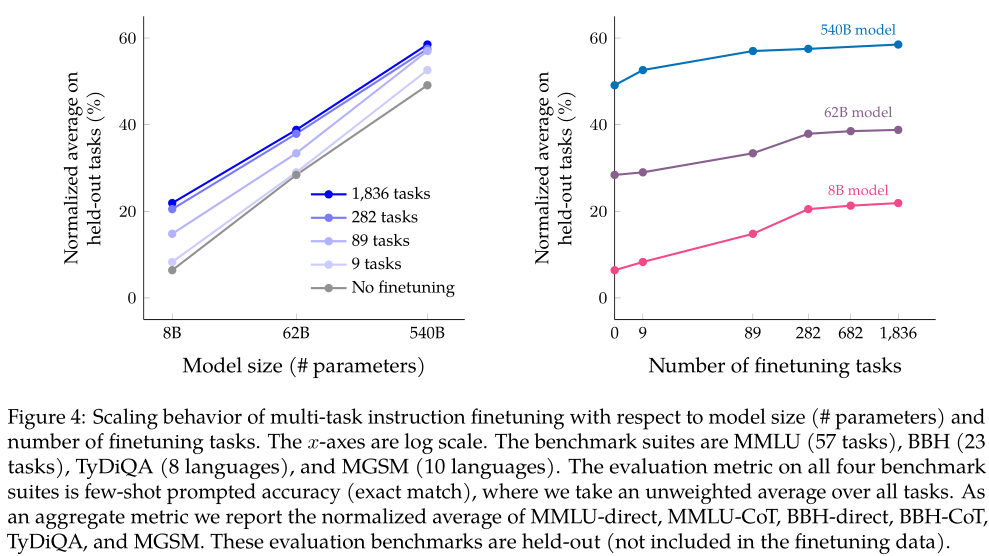 60
40
20
0
Normalized average on
held-out tasks (%)
1,836 tasks
282 tasks
89 tasks
9 tasks
No finetuning
8B
62B
540B
Model size (# parameters)
60
40
20
0
Normalized average on
held-out tasks (%)
540B model
62B model
8B model
0
9
89
282
682
1,836
Number of finetuning tasks
Figure 4: Scaling behavior of multi-task instruction finetuning with respect to model size (# parameters) and
number of finetuning tasks. The x-axes are log scale. The benchmark suites are MMLU (57 tasks), BBH (23
tasks), TyDiQA (8 languages), and MGSM (10 languages). The evaluation metric on all four benchmark
suites is few-shot prompted accuracy (exact match), where we take an unweighted average over all tasks. As
an aggregate metric we report the normalized average of MMLU-direct, MMLU-CoT, BBH-direct, BBH-CoT,
TyDiQA, and MGSM. These evaluation benchmarks are held-out (not included in the finetuning data).